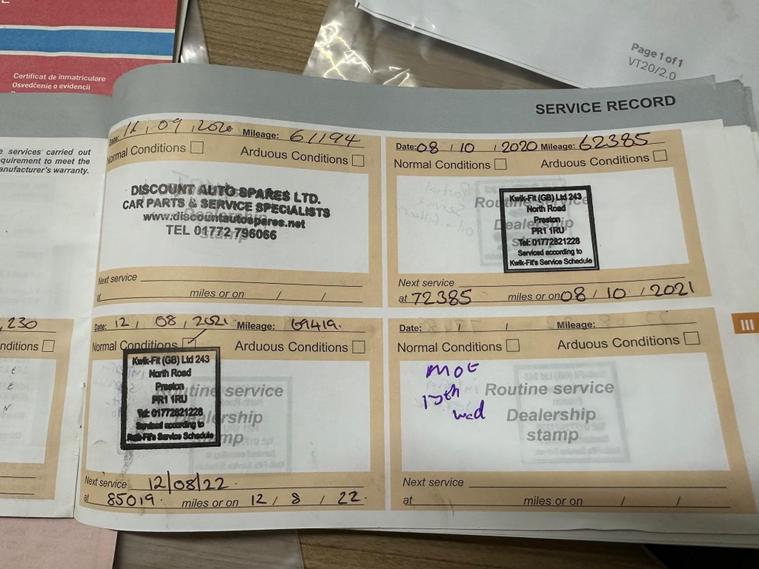 Certificat de inmatriculare
Osvedčenie o evidencii
Page 1 of 1
VT20/2.0
SERVICE RECORD
services carried out
quirement to meet the
anufacturer's warranty.
Date: 09 , 2020 Mileage: 61194
Normal Conditions
Arduous Conditions
DISCOUNT AUTO SPARES LTD.
CAR PARTS & SERVICE SPECIALISTS
www.discountautospares.net
TEL 01772 796066
stamp
Next service
at miles or on / /
Date: 08 / 10 , 2020 Mileage: 62385
Normal Conditions
Arduous Conditions
Kwik-Fit (GB) Ltd 243
North Road
Preston
PR1 1RU
Tel: 01772821228
Serviced according to
Kwik-Fit's Service Schedule
Next service
at 72385 miles or on 08 / 10 / 2021
,230
nditions
Date: 12 , 08 , 2021 Mileage: 69419.
Normal Conditions ✓
Arduous Conditions
Kwik-Fit (GB) Ltd 243
North Road
Preston
PR1 1RU
Tel: 01772821228
Serviced according to
Kwik-Fit's Service Schedule
utine service
lership
mp
Next service 12/08/22.
at 85019. miles or on 12 / 8 / 22.
Date: / / Mileage:
Normal Conditions
Arduous Conditions
MOT
wed
Routine service
Dealership
stamp
Next service
at miles or on / /
III